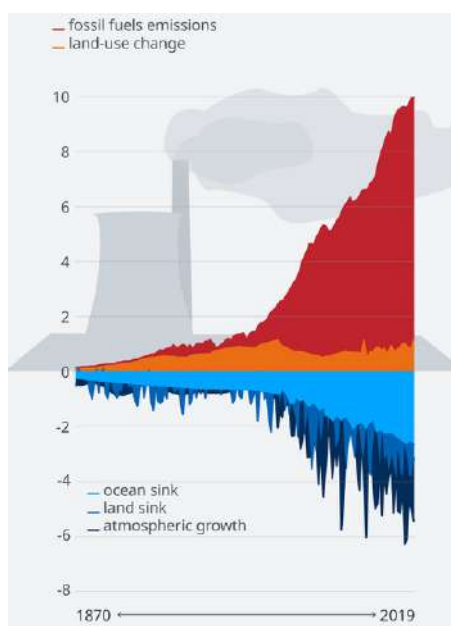 fossil fuels emissions
land-use change
10
8
6
4
2
0
-2
-4
ocean sink
land sink
atmospheric growth
-6
-8
1870 2019